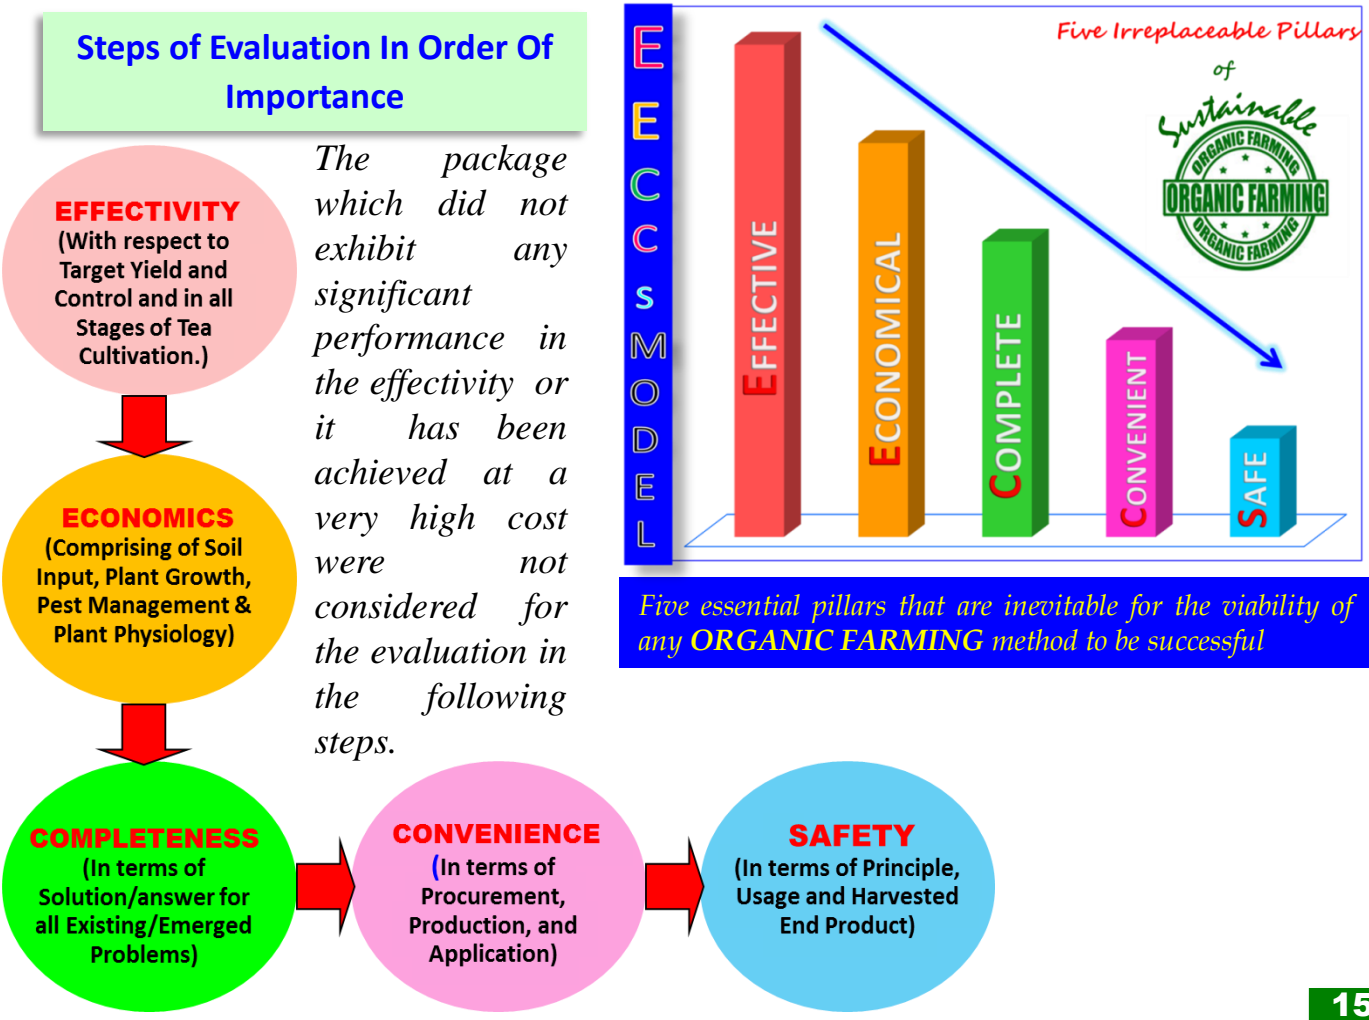 Steps of Evaluation In Order Of
Importance
EFFECTIVITY
(With respect to
Target Yield and
Control and in all
Stages of Tea
Cultivation.)
ECONOMICS
(Comprising of Soil
Input, Plant Growth,
Pest Management &
Plant Physiology)
COMPLETENESS
(In terms of
Solution/answer for
all Existing/Emerged
Problems)
CONVENIENCE
(In terms of
Procurement,
Production, and
Application)
SAFETY
(In terms of Principle,
Usage and Harvested
End Product)
The package
which did not
exhibit any
significant
performance in
the effectivity or
it has been
achieved at a
very high cost
were not
considered for
the evaluation in
the following
steps.
EECCS MODEL
Five Irreplaceable Pillars
of
Sustainable
ORGANIC FARMING
ORGANIC FARMING
ORGANIC FARMING
EFFECTIVE
ECONOMICAL
COMPLETE
CONVENIENT
SAFE
Five essential pillars that are inevitable for the viability of
any ORGANIC FARMING method to be successful
15